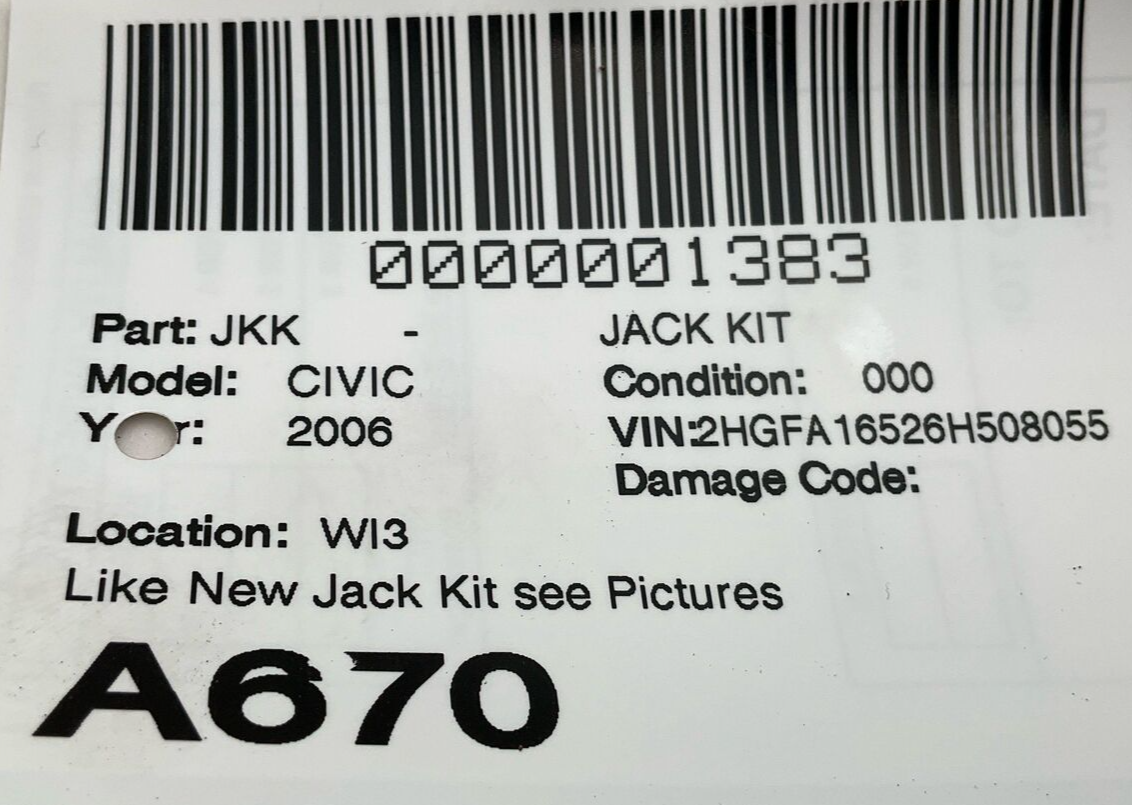 0000001383
Part: JKK - JACK KIT
Model: CIVIC Condition: 000
Y r: 2006 VIN:2HGFA16526H508055
Damage Code:
Location: WI3
Like New Jack Kit see Pictures
A670